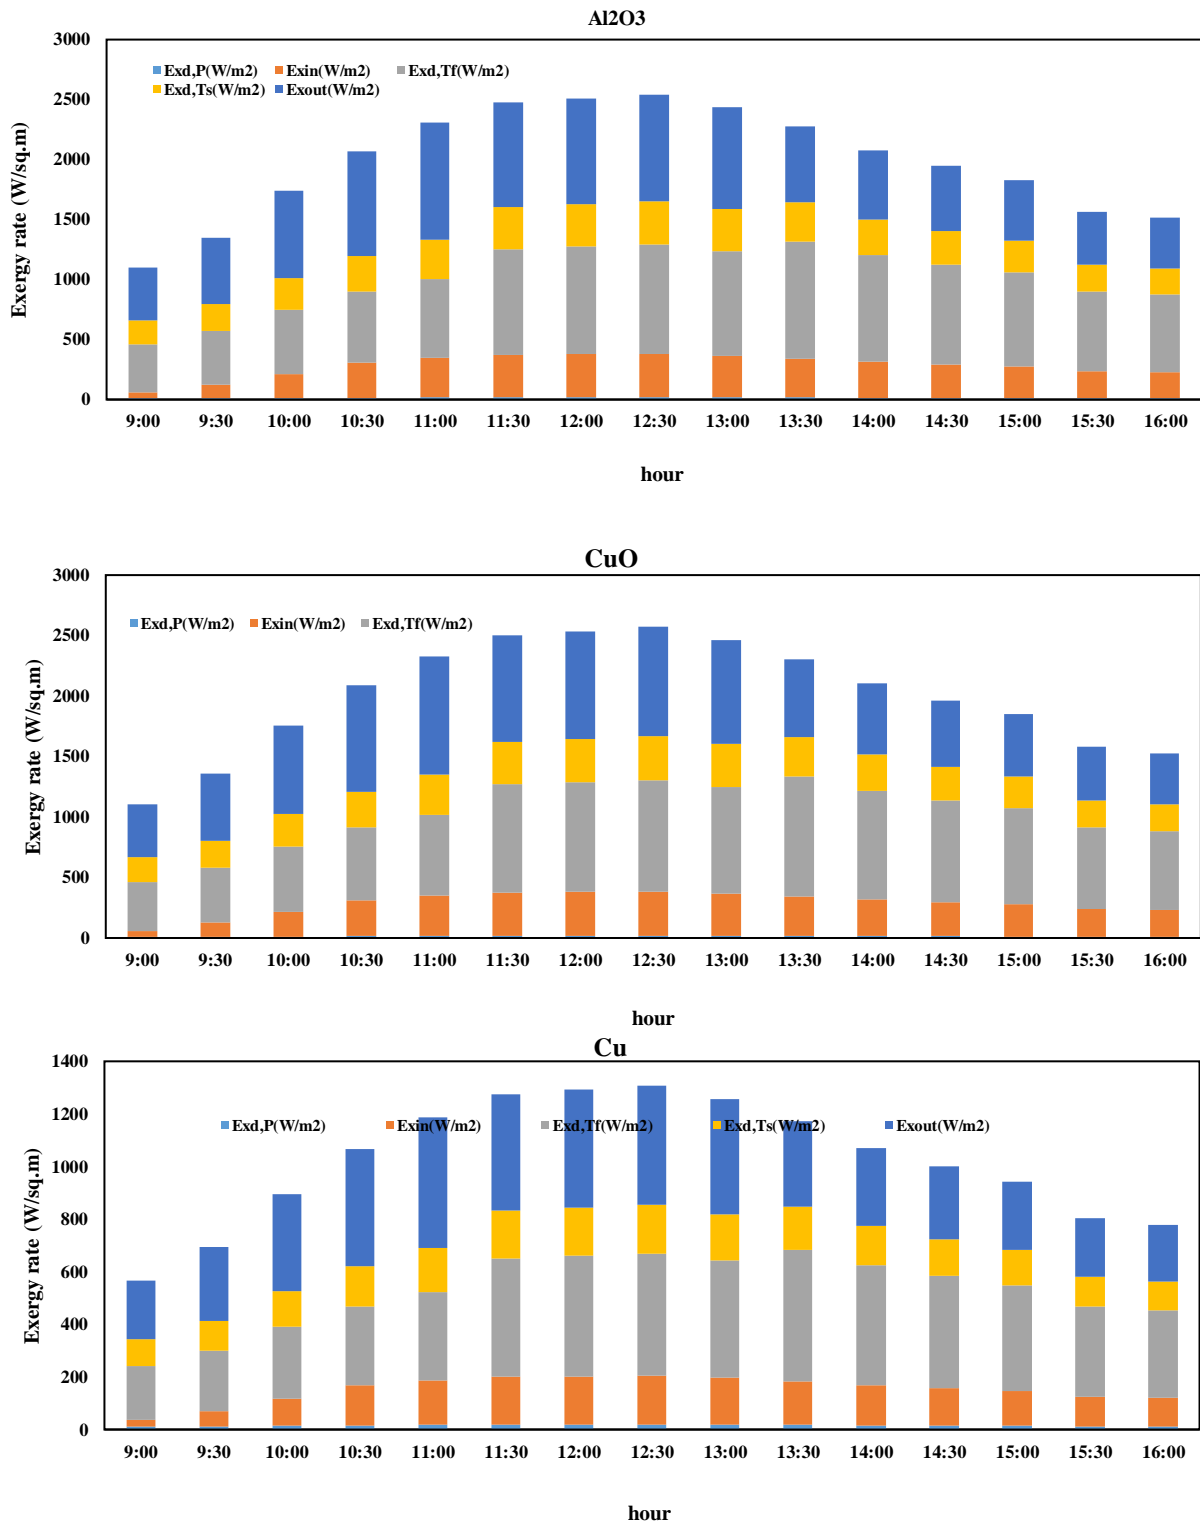 Al2O3
3000
2500
2000
1500
1000
500
0
Exergy rate (W/sq.m)
Exd,P(W/m2) Exin(W/m2) Exd,Tf(W/m2)
Exd,Ts(W/m2) Exout(W/m2)
9:00 9:30 10:00 10:30 11:00 11:30 12:00 12:30 13:00 13:30 14:00 14:30 15:00 15:30 16:00
hour
CuO
3000
2500
2000
1500
1000
500
0
Exergy rate (W/sq.m)
Exd,P(W/m2) Exin(W/m2) Exd,Tf(W/m2)
9:00 9:30 10:00 10:30 11:00 11:30 12:00 12:30 13:00 13:30 14:00 14:30 15:00 15:30 16:00
hour
Cu
1400
1200
1000
800
600
400
200
0
Exergy rate (W/sq.m)
Exd,P(W/m2) Exin(W/m2) Exd,Tf(W/m2) Exd,Ts(W/m2) Exout(W/m2)
9:00 9:30 10:00 10:30 11:00 11:30 12:00 12:30 13:00 13:30 14:00 14:30 15:00 15:30 16:00
hour